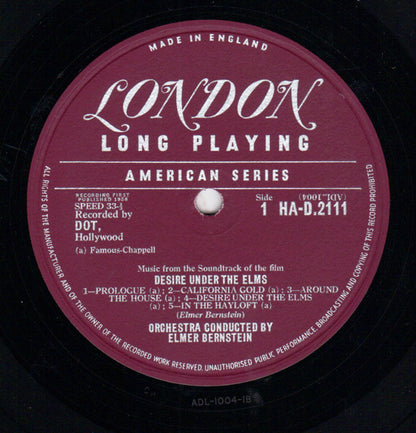 MADE IN ENGLAND
LONDON
LONG PLAYING
AMERICAN SERIES
RECORDING FIRST
PUBLISHED 1958
SPEED 33⅓
Recorded by
DOT,
Hollywood
(a) Famous-Chappell
Side
1
(ADL.1004)
HA-D.2111
Music from the Soundtrack of the film
DESIRE UNDER THE ELMS
1—PROLOGUE (a) ; 2—CALIFORNIA GOLD (a) ; 3—AROUND
THE HOUSE (a) ; 4—DESIRE UNDER THE ELMS
(a) ; 5—IN THE HAYLOFT (a)
(Elmer Bernstein)
ORCHESTRA CONDUCTED BY
ELMER BERNSTEIN
ALL RIGHTS OF THE MANUFACTURER AND OF THE OWNER OF THE RECORDED WORK RESERVED. UNAUTHORISED PUBLIC PERFORMANCE, BROADCASTING AND COPYING OF THIS RECORD PROHIBITED
ADL-1004-1B